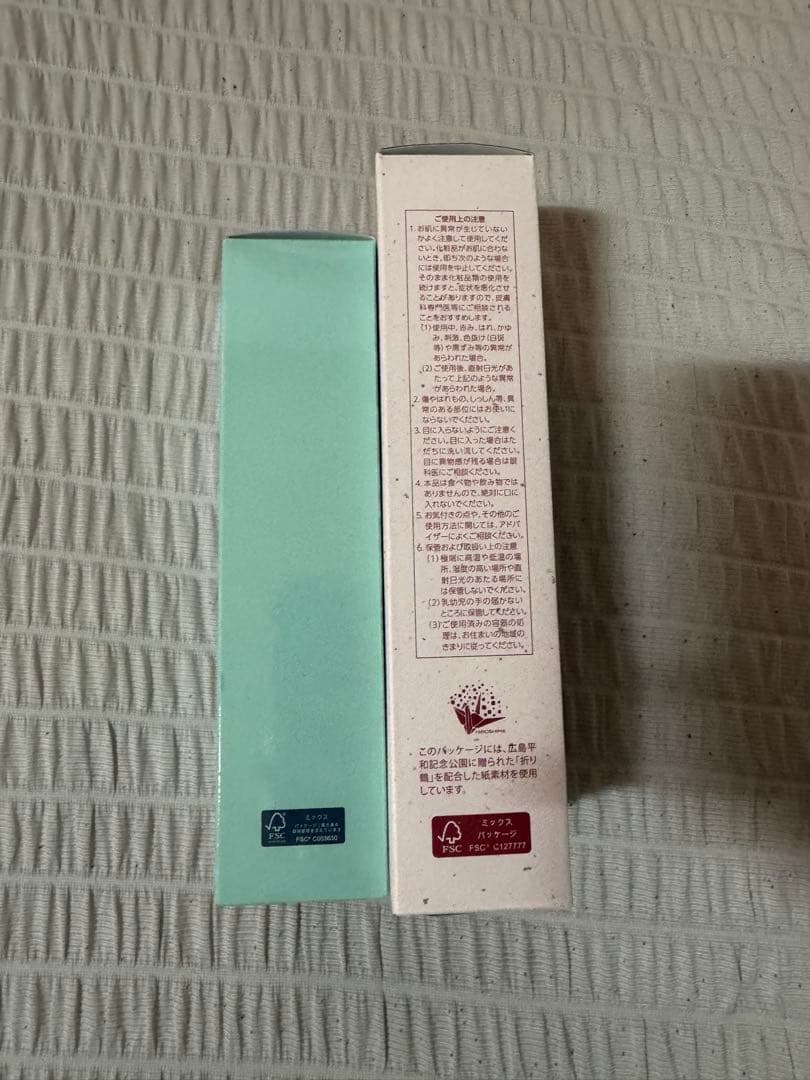 ご使用上の注意
1. お肌に異常が生じていない
かよく注意して使用してくだ
さい。化粧品がお肌に合わな
いとき、即ち次のような場合
には使用を中止してください。
そのまま化粧品類の使用を
続けますと、症状を悪化させ
ることがありますので、皮膚
科専門医等にご相談される
ことをおすすめします。
(1) 使用中、赤み、はれ、かゆ
み、刺激、色抜け(白斑
等)や黒ずみ等の異常が
あらわれた場合。
(2) ご使用後、直射日光があ
たって上記のような異常
があらわれた場合。
2. 傷やはれもの、しっしん等、異
常のある部位にはお使いに
ならないでください。
3. 目に入らないようにご注意く
ださい。目に入った場合はた
だちに洗い流してください。
目に異物感が残る場合は眼
科医にご相談ください。
4. 本品は食べ物や飲み物では
ありませんので、絶対に口に
入れないでください。
5. お気付きの点や、その他のご
使用方法に関しては、アドバ
イザーによくご相談ください。
6. 保管および取扱い上の注意
(1) 極端に高温や低温の場
所、湿度の高い場所や直
射日光のあたる場所に
は保管しないでください。
(2) 乳幼児の手の届かない
ところに保管してください。
(3) ご使用済みの容器の処
理は、お住まいの地域の
きまりに従ってください。
HIROSHIMA
このパッケージには、広島平
和記念公園に贈られた「折り
鶴」を配合した紙素材を使用
しています。
FSC
ミックス
パッケージ
FSC® C127777
FSC
ミックス